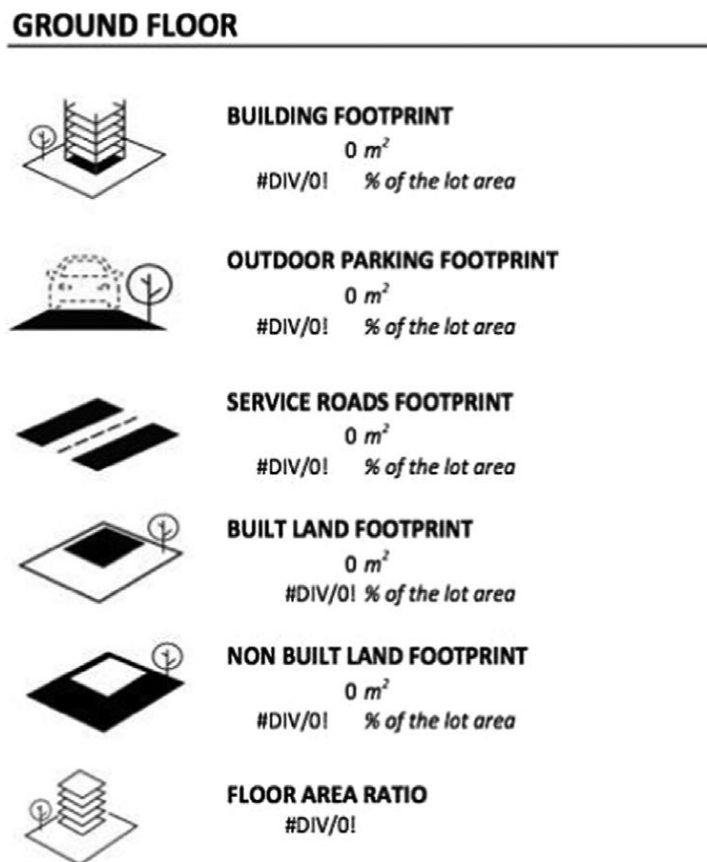 GROUND FLOOR
BUILDING FOOTPRINT
0 m²
#DIV/0! % of the lot area
OUTDOOR PARKING FOOTPRINT
0 m²
#DIV/0! % of the lot area
SERVICE ROADS FOOTPRINT
0 m²
#DIV/0! % of the lot area
BUILT LAND FOOTPRINT
0 m²
#DIV/0! % of the lot area
NON BUILT LAND FOOTPRINT
0 m²
#DIV/0! % of the lot area
FLOOR AREA RATIO
#DIV/0!